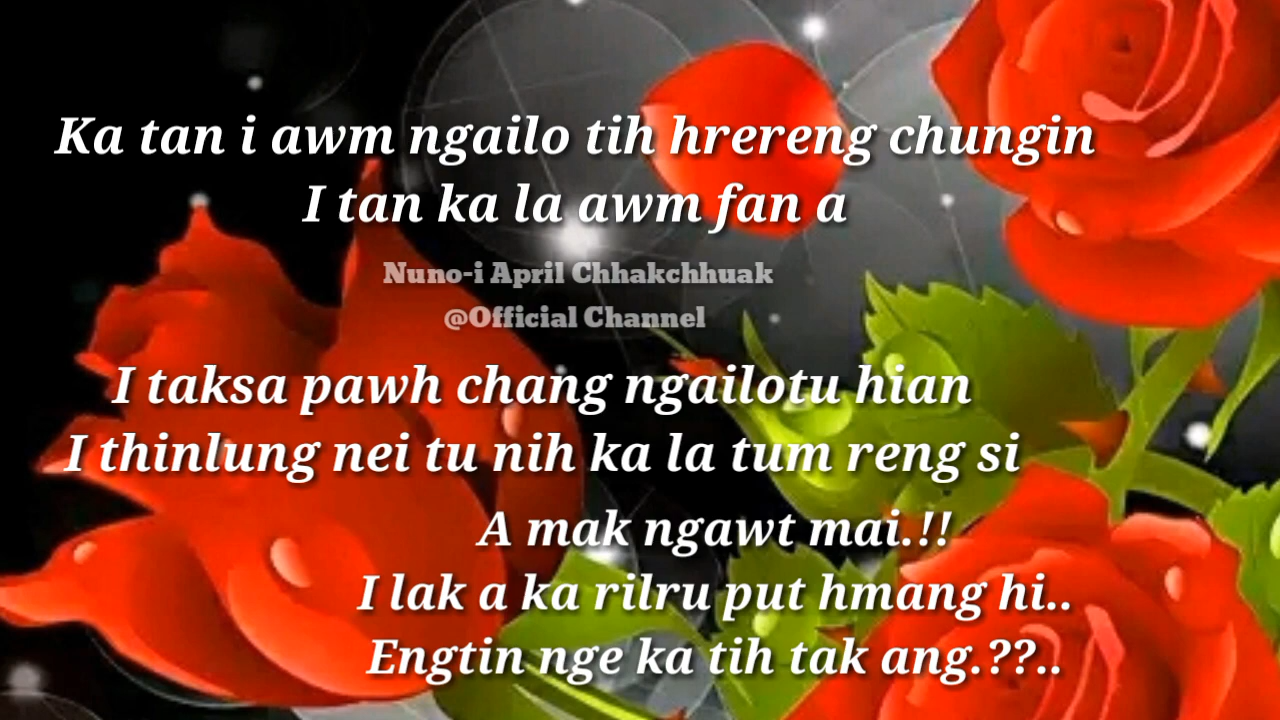 Ka tan i awm ngailo tih hrereng chungin
I tan ka la awm fan a
Nuno-i April Chhakchhuak
@Official Channel
I taksa pawh chang ngailotu hian
I thinlung nei tu nih ka la tum reng si
A mak ngawt mai.!!
I lak a ka rilru put hmang hi..
Engtin nge ka tih tak ang.??..